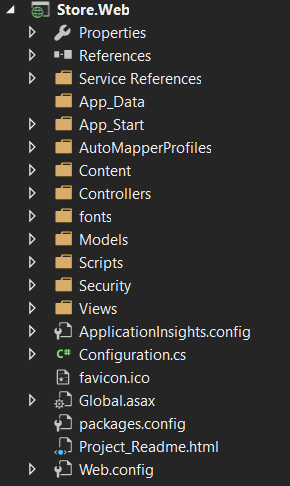 Store.Web
Properties
References
Service References
App_Data
App_Start
AutoMapperProfiles
Content
Controllers
fonts
Models
Scripts
Security
Views
ApplicationInsights.config
C# Configuration.cs
favicon.ico
Global.asax
packages.config
Project_Readme.html
Web.config